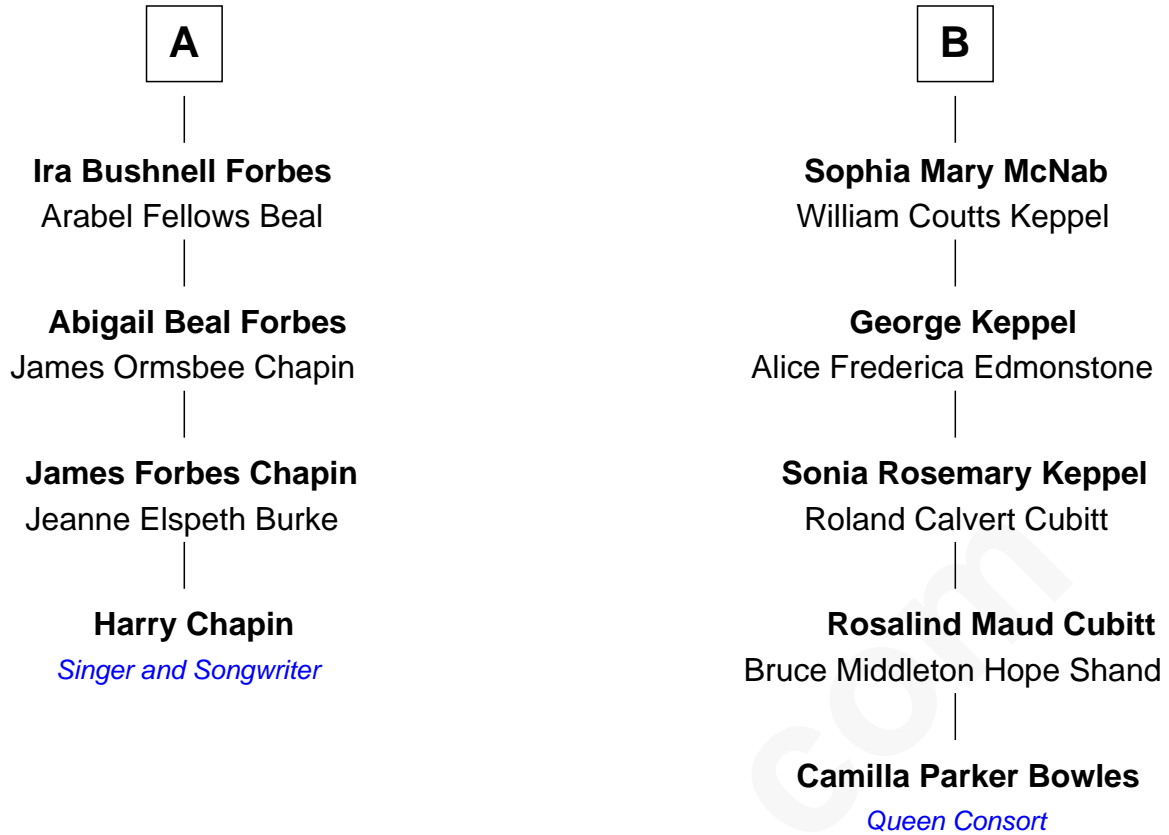 A
Ira Bushnell Forbes
Arabel Fellows Beal
Abigail Beal Forbes
James Ormsbee Chapin
James Forbes Chapin
Jeanne Elspeth Burke
Harry Chapin
Singer and Songwriter
B
Sophia Mary McNab
William Coutts Keppel
George Keppel
Alice Frederica Edmonstone
Sonia Rosemary Keppel
Roland Calvert Cubitt
Rosalind Maud Cubitt
Bruce Middleton Hope Shand
Camilla Parker Bowles
Queen Consort
com